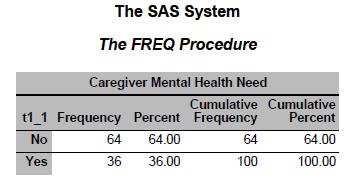 The SAS System
The FREQ Procedure
Caregiver Mental Health Need
t1_1 Frequency Percent Cumulative Frequency Cumulative Percent
No 64 64.00 64 64.00
Yes 36 36.00 100 100.00